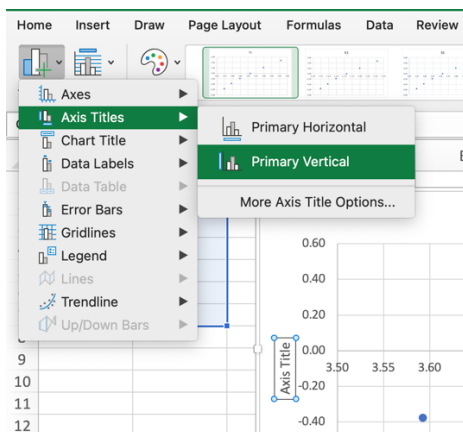 Home Insert Draw Page Layout Formulas Data Review
Axes
Axis Titles
Primary Horizontal
Chart Title
Data Labels
Primary Vertical
Data Table
Error Bars
More Axis Title Options...
Gridlines
Legend
Lines
Trendline
Up/Down Bars
0.60
0.40
0.20
0.00
3.50 3.55 3.60
Axis Title
-0.20
-0.40
9
10
11
12